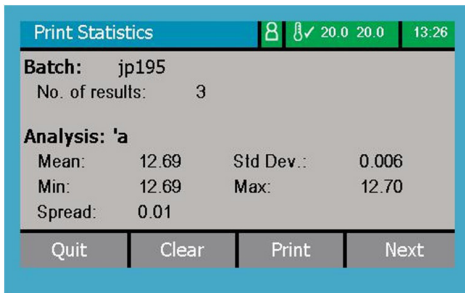 Print Statistics 8 20.0 20.0 13:26
Batch: jp195
No. of results: 3
Analysis: 'a
Mean: 12.69 Std Dev.: 0.006
Min: 12.69 Max: 12.70
Spread: 0.01
Quit Clear Print Next